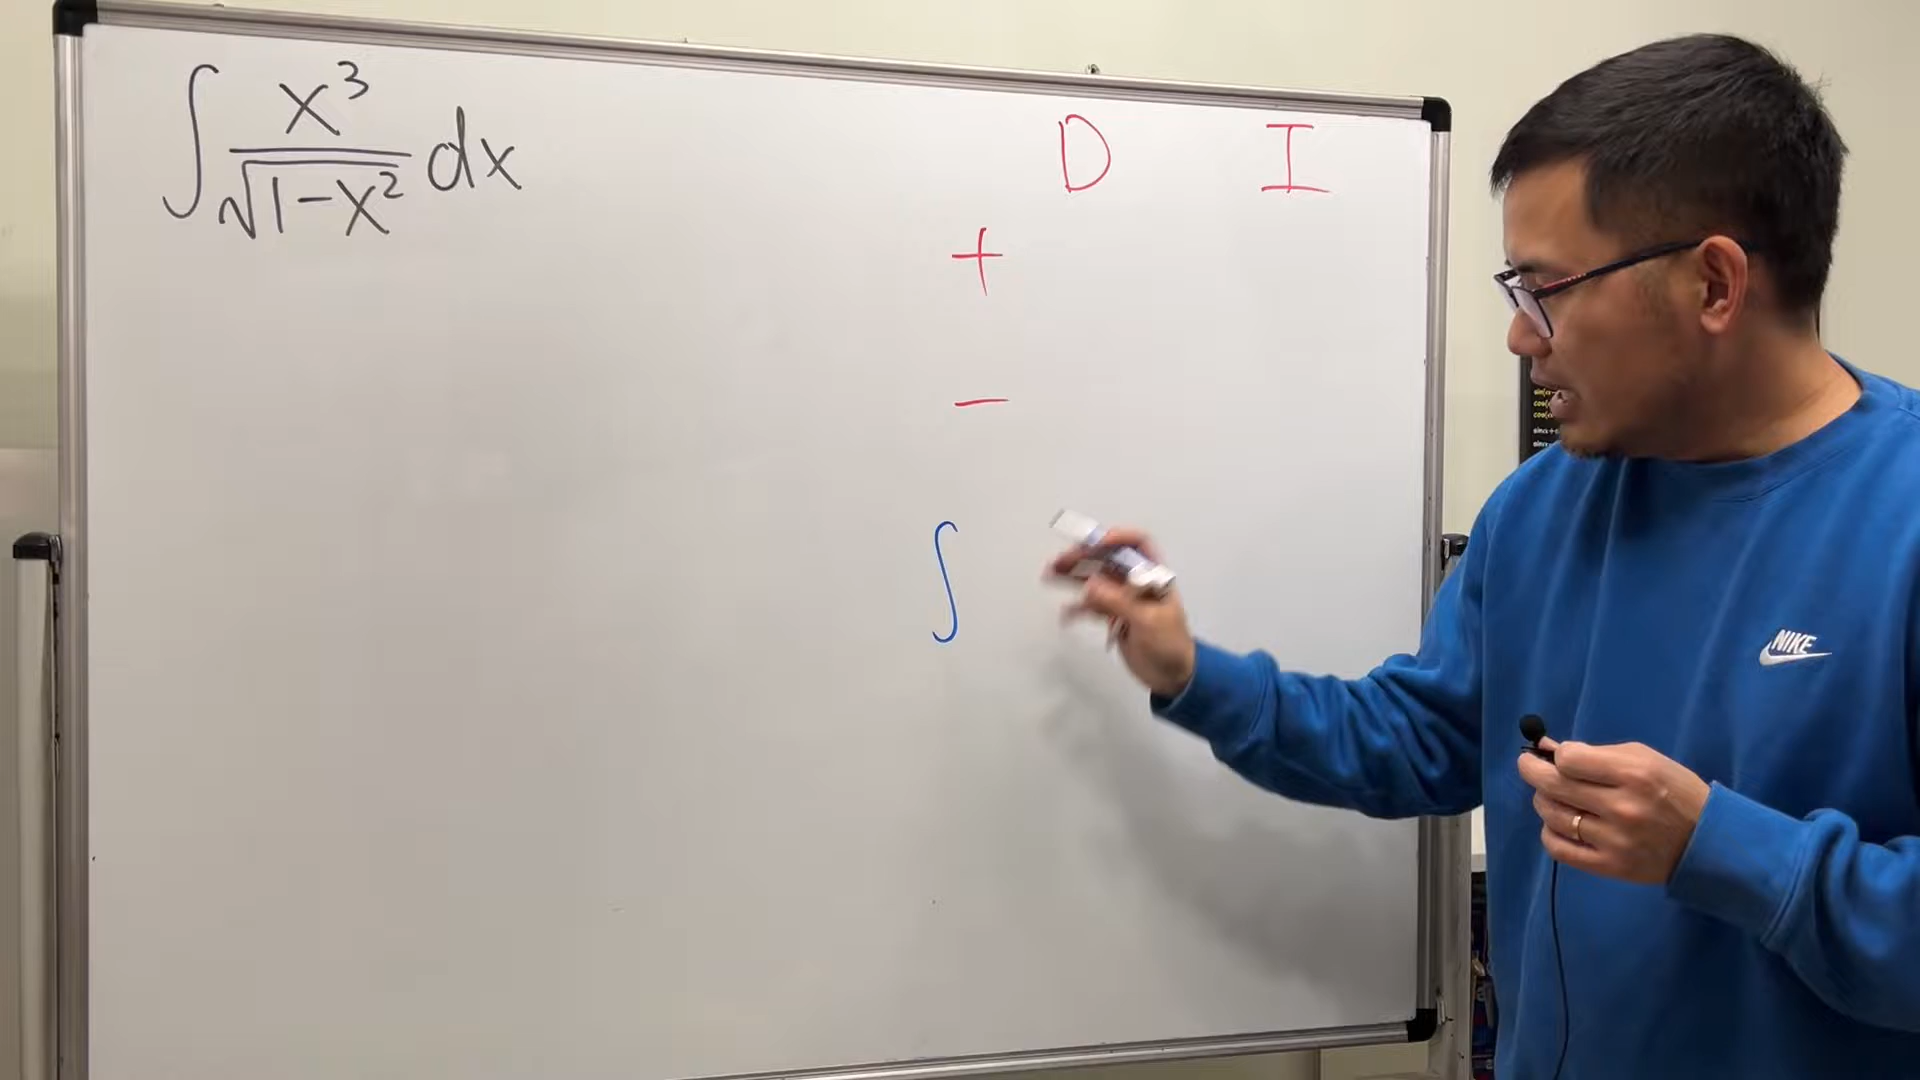 ∫ x³/√(1-x²) dx
D I
+
−
∫
NIKE